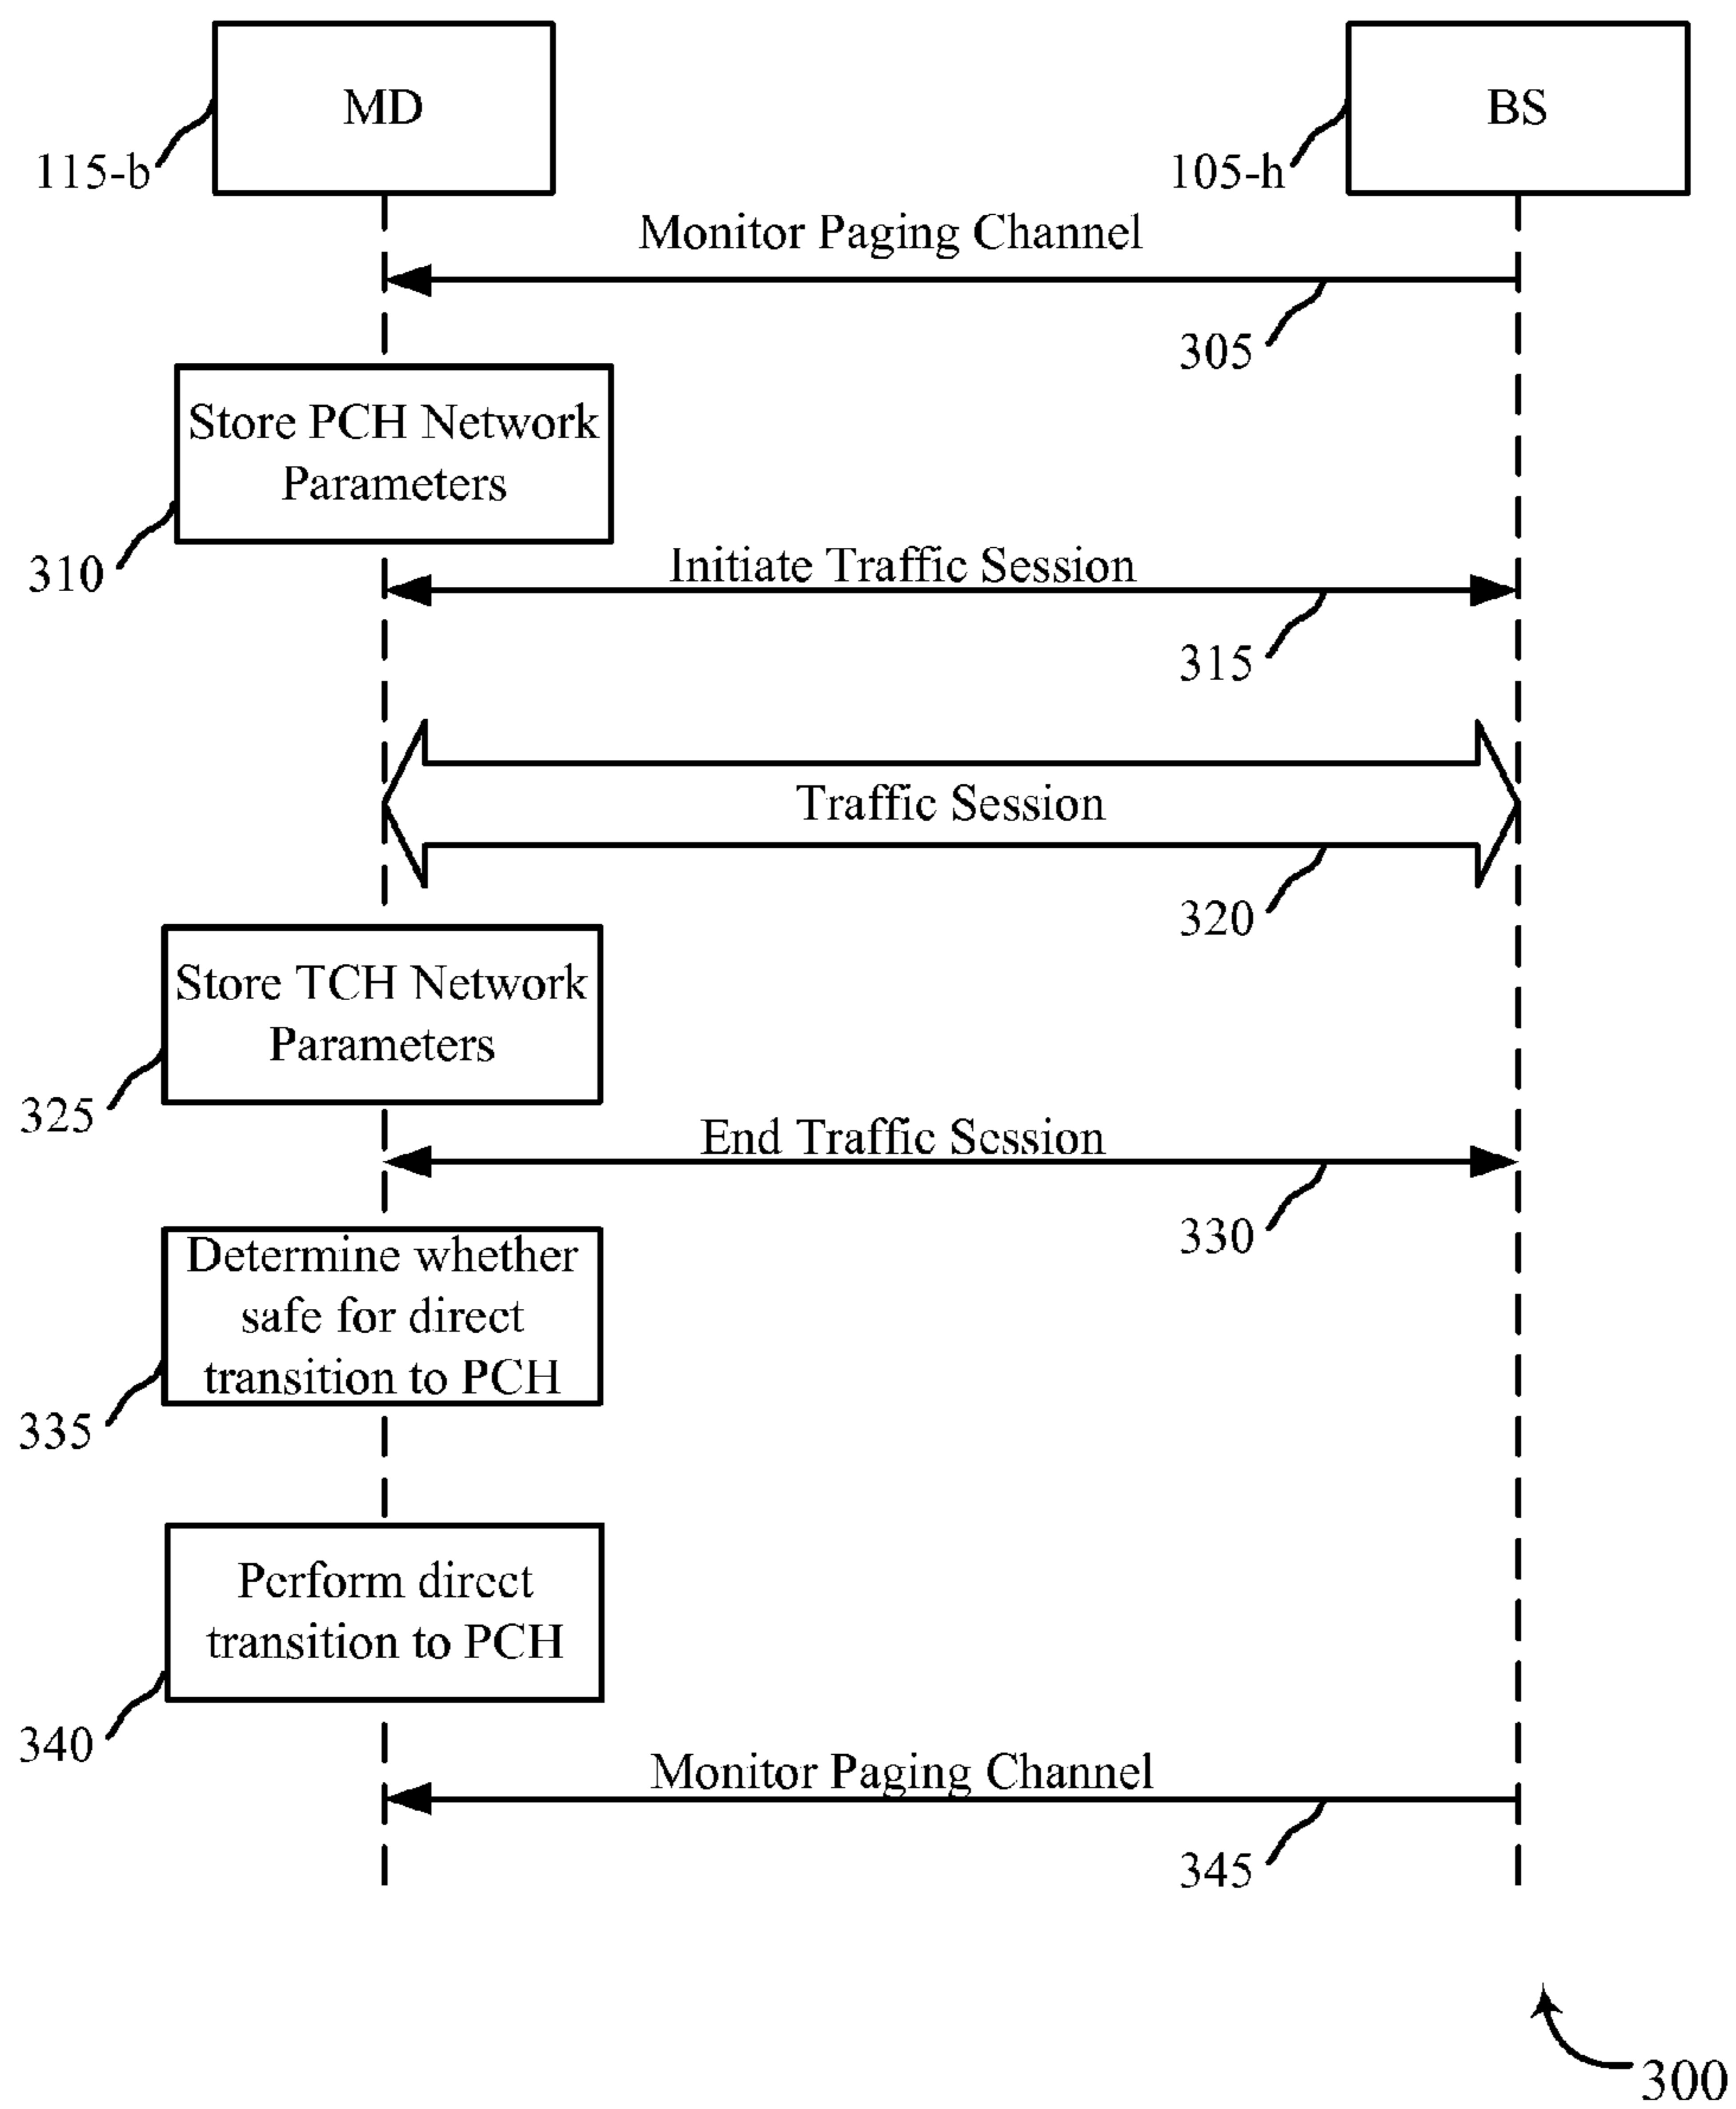 MD
BS
115-b
105-h
Monitor Paging Channel
305
Store PCH Network
Parameters
310
Initiate Traffic Session
315
Traffic Session
320
Store TCH Network
Parameters
325
End Traffic Session
330
Determine whether
safe for direct
transition to PCH
335
Perform direct
transition to PCH
340
Monitor Paging Channel
345
300